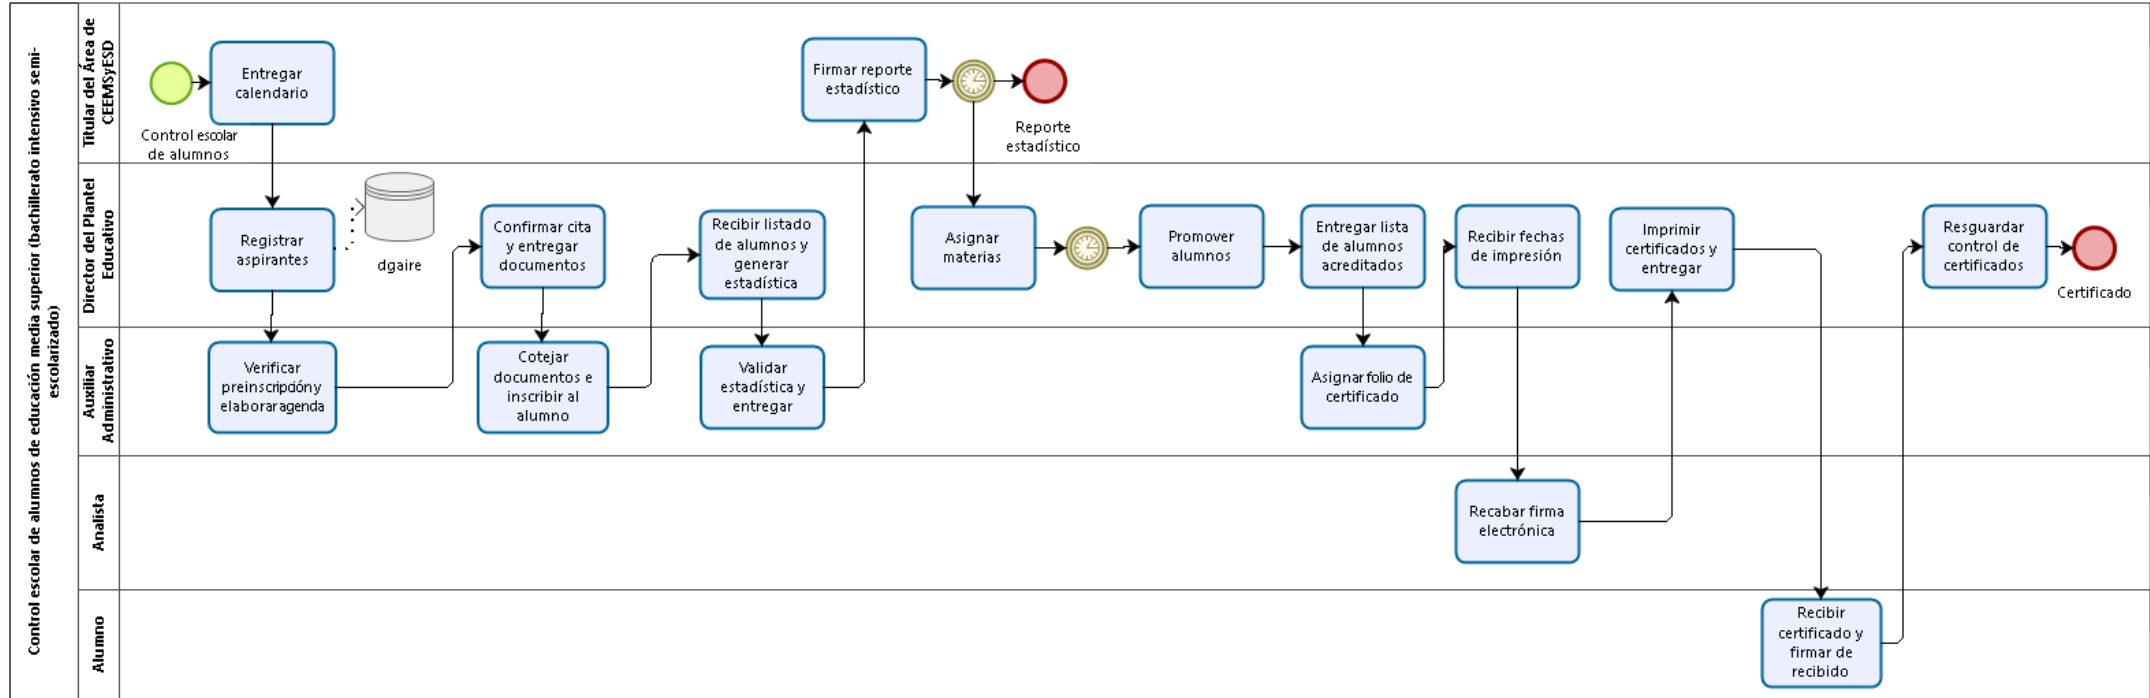 Control escolar de alumnos de educación media superior (bachillerato intensivo semi-
escolarizado)
Titular del Área de
CEEMSyESD
Control escolar
de alumnos
Entregar
calendario
Firmar reporte
estadístico
Reporte
estadístico
Director del Plantel
Educativo
Registrar
aspirantes
dgaire
Confirmar cita
y entregar
documentos
Recibir listado
de alumnos y
generar
estadística
Asignar
materias
Promover
alumnos
Entregar lista
de alumnos
acreditados
Recibir fechas
de impresión
Imprimir
certificados y
entregar
Resguardar
control de
certificados
Certificado
Auxiliar
Administrativo
Verificar
preinscripción y
elaborar agenda
Cotejar
documentos e
inscribir al
alumno
Validar
estadística y
entregar
Asignar folio de
certificado
Analista
Recabar firma
electrónica
Alumno
Recibir
certificado y
firmar de
recibido